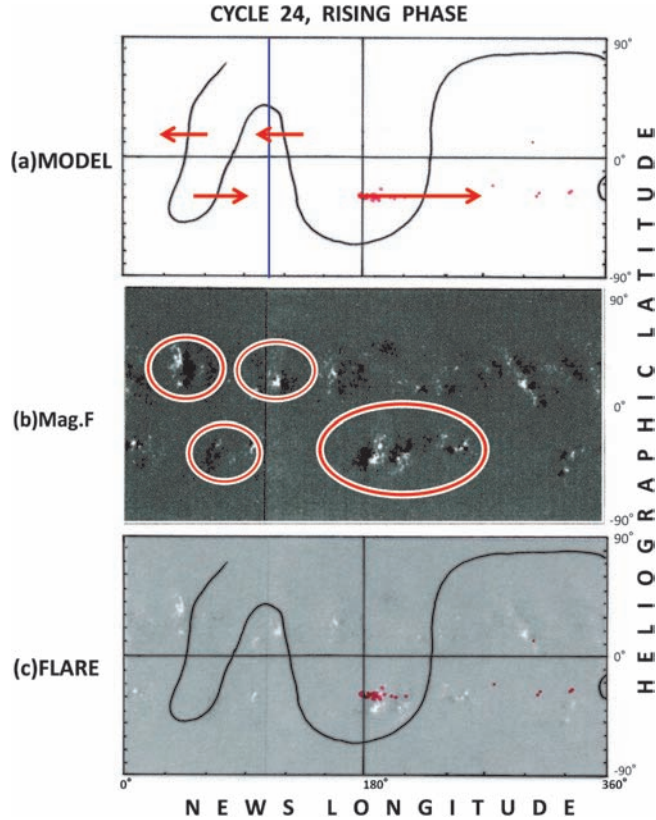 CYCLE 24, RISING PHASE
90°
(a)MODEL
0°
-90°
90°
(b)Mag.F
0°
-90°
90°
(c)FLARE
0°
-90°
0°
180°
360°
NEWS LONGITUDE
HELIOGRAPHIC LATITUDE